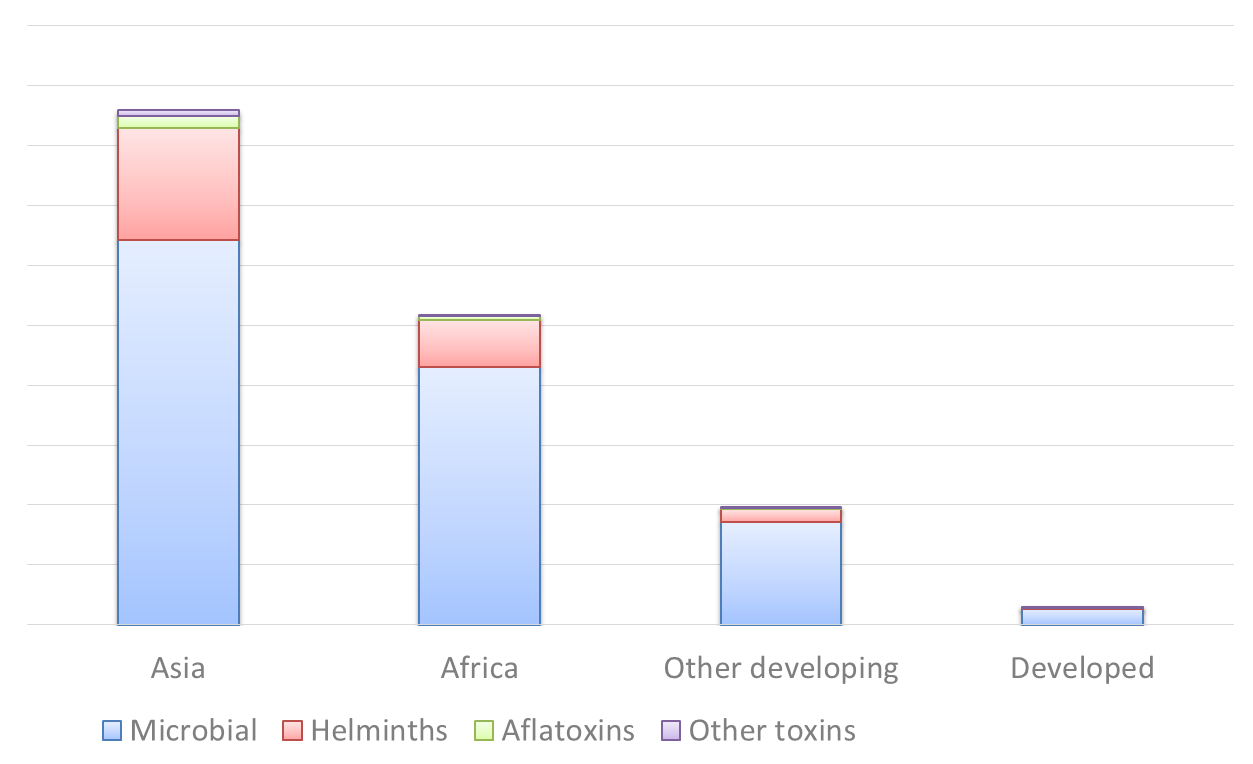 Asia Africa Other developing Developed
Microbial Helminths Aflatoxins Other toxins